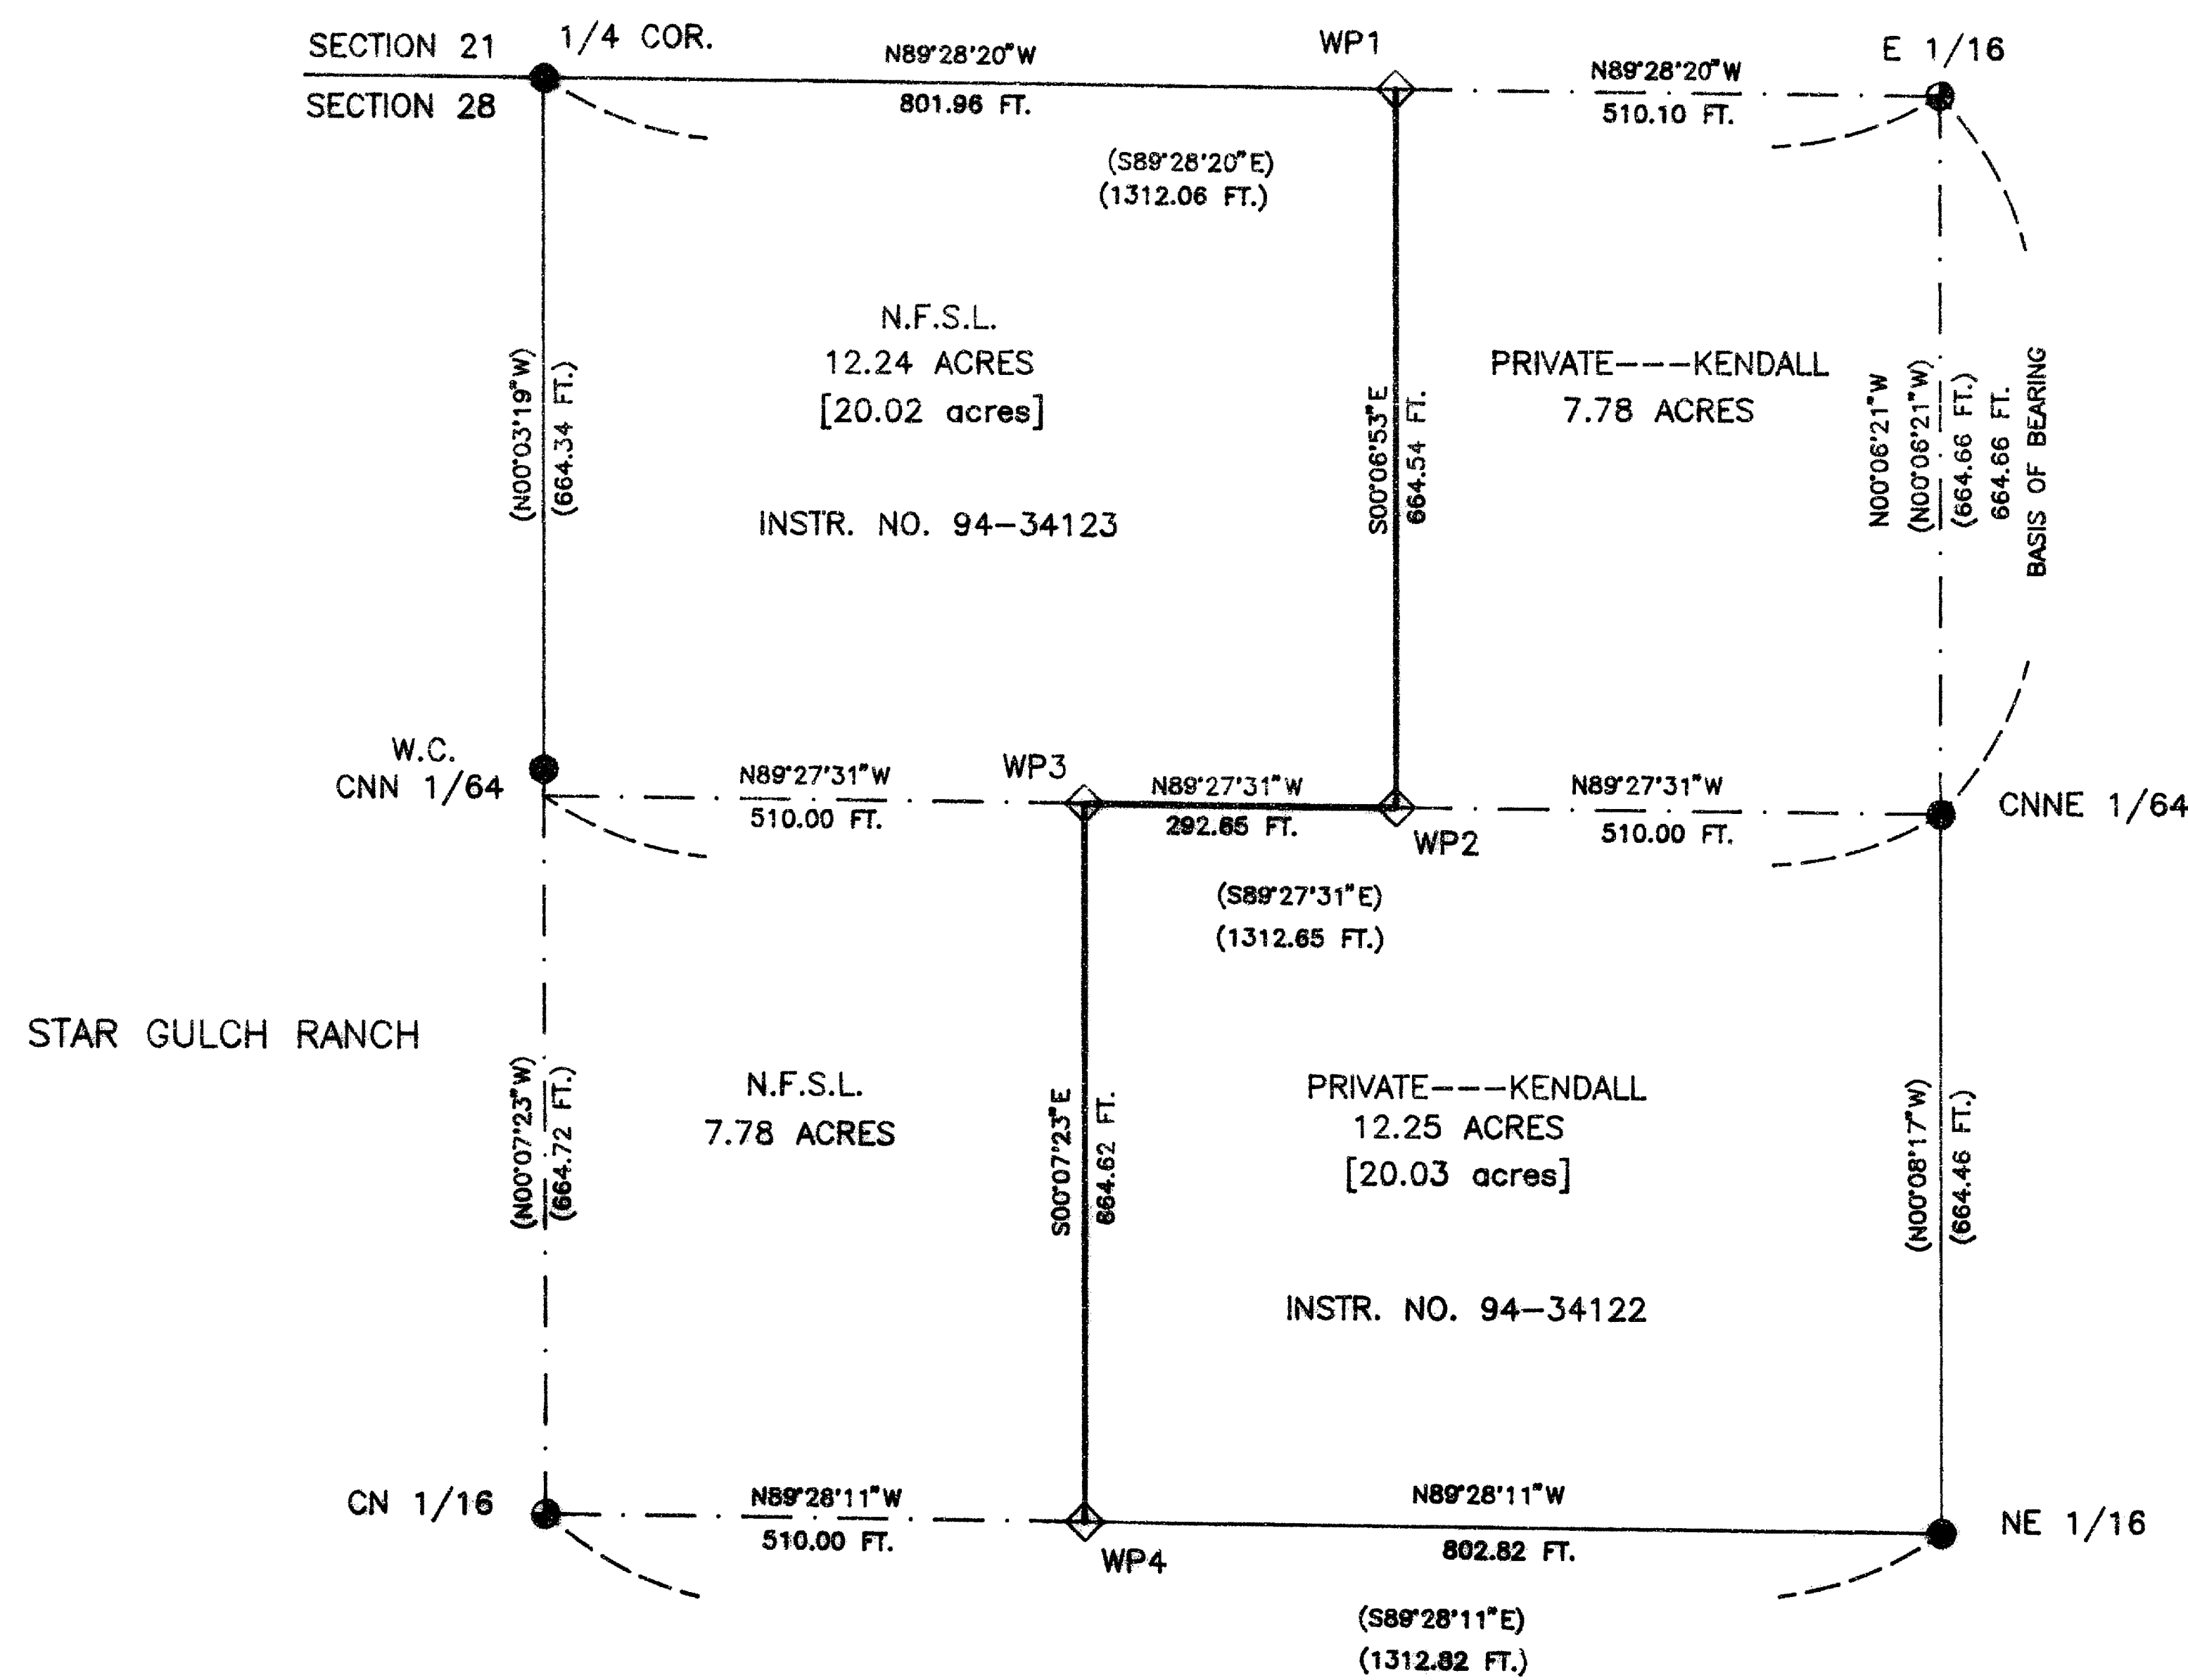 SECTION 21
1/4 COR.
N89°28'20"W
WP1
N89°28'20"W
E 1/16
SECTION 28
801.96 FT.
510.10 FT.
(S89°28'20"E)
(1312.06 FT.)
N.F.S.L.
12.24 ACRES
[20.02 acres]
INSTR. NO. 94-34123
PRIVATE---KENDALL
7.78 ACRES
(N00°03'19"W)
(664.34 FT.)
S00°06'53"E
664.54 FT.
N00°06'21"W
(N00°06'21"W)
(664.66 FT.)
664.66 FT.
BASIS OF BEARING
W.C.
CNN 1/64
N89°27'31"W
510.00 FT.
WP3
N89°27'31"W
292.65 FT.
WP2
N89°27'31"W
510.00 FT.
CNNE 1/64
(S89°27'31"E)
(1312.65 FT.)
STAR GULCH RANCH
(N00°07'23"W)
(664.72 FT.)
N.F.S.L.
7.78 ACRES
S00°07'23"E
664.62 FT.
PRIVATE---KENDALL
12.25 ACRES
[20.03 acres]
INSTR. NO. 94-34122
(N00°08'17"W)
(664.46 FT.)
CN 1/16
N89°28'11"W
510.00 FT.
WP4
N89°28'11"W
802.82 FT.
NE 1/16
(S89°28'11"E)
(1312.82 FT.)